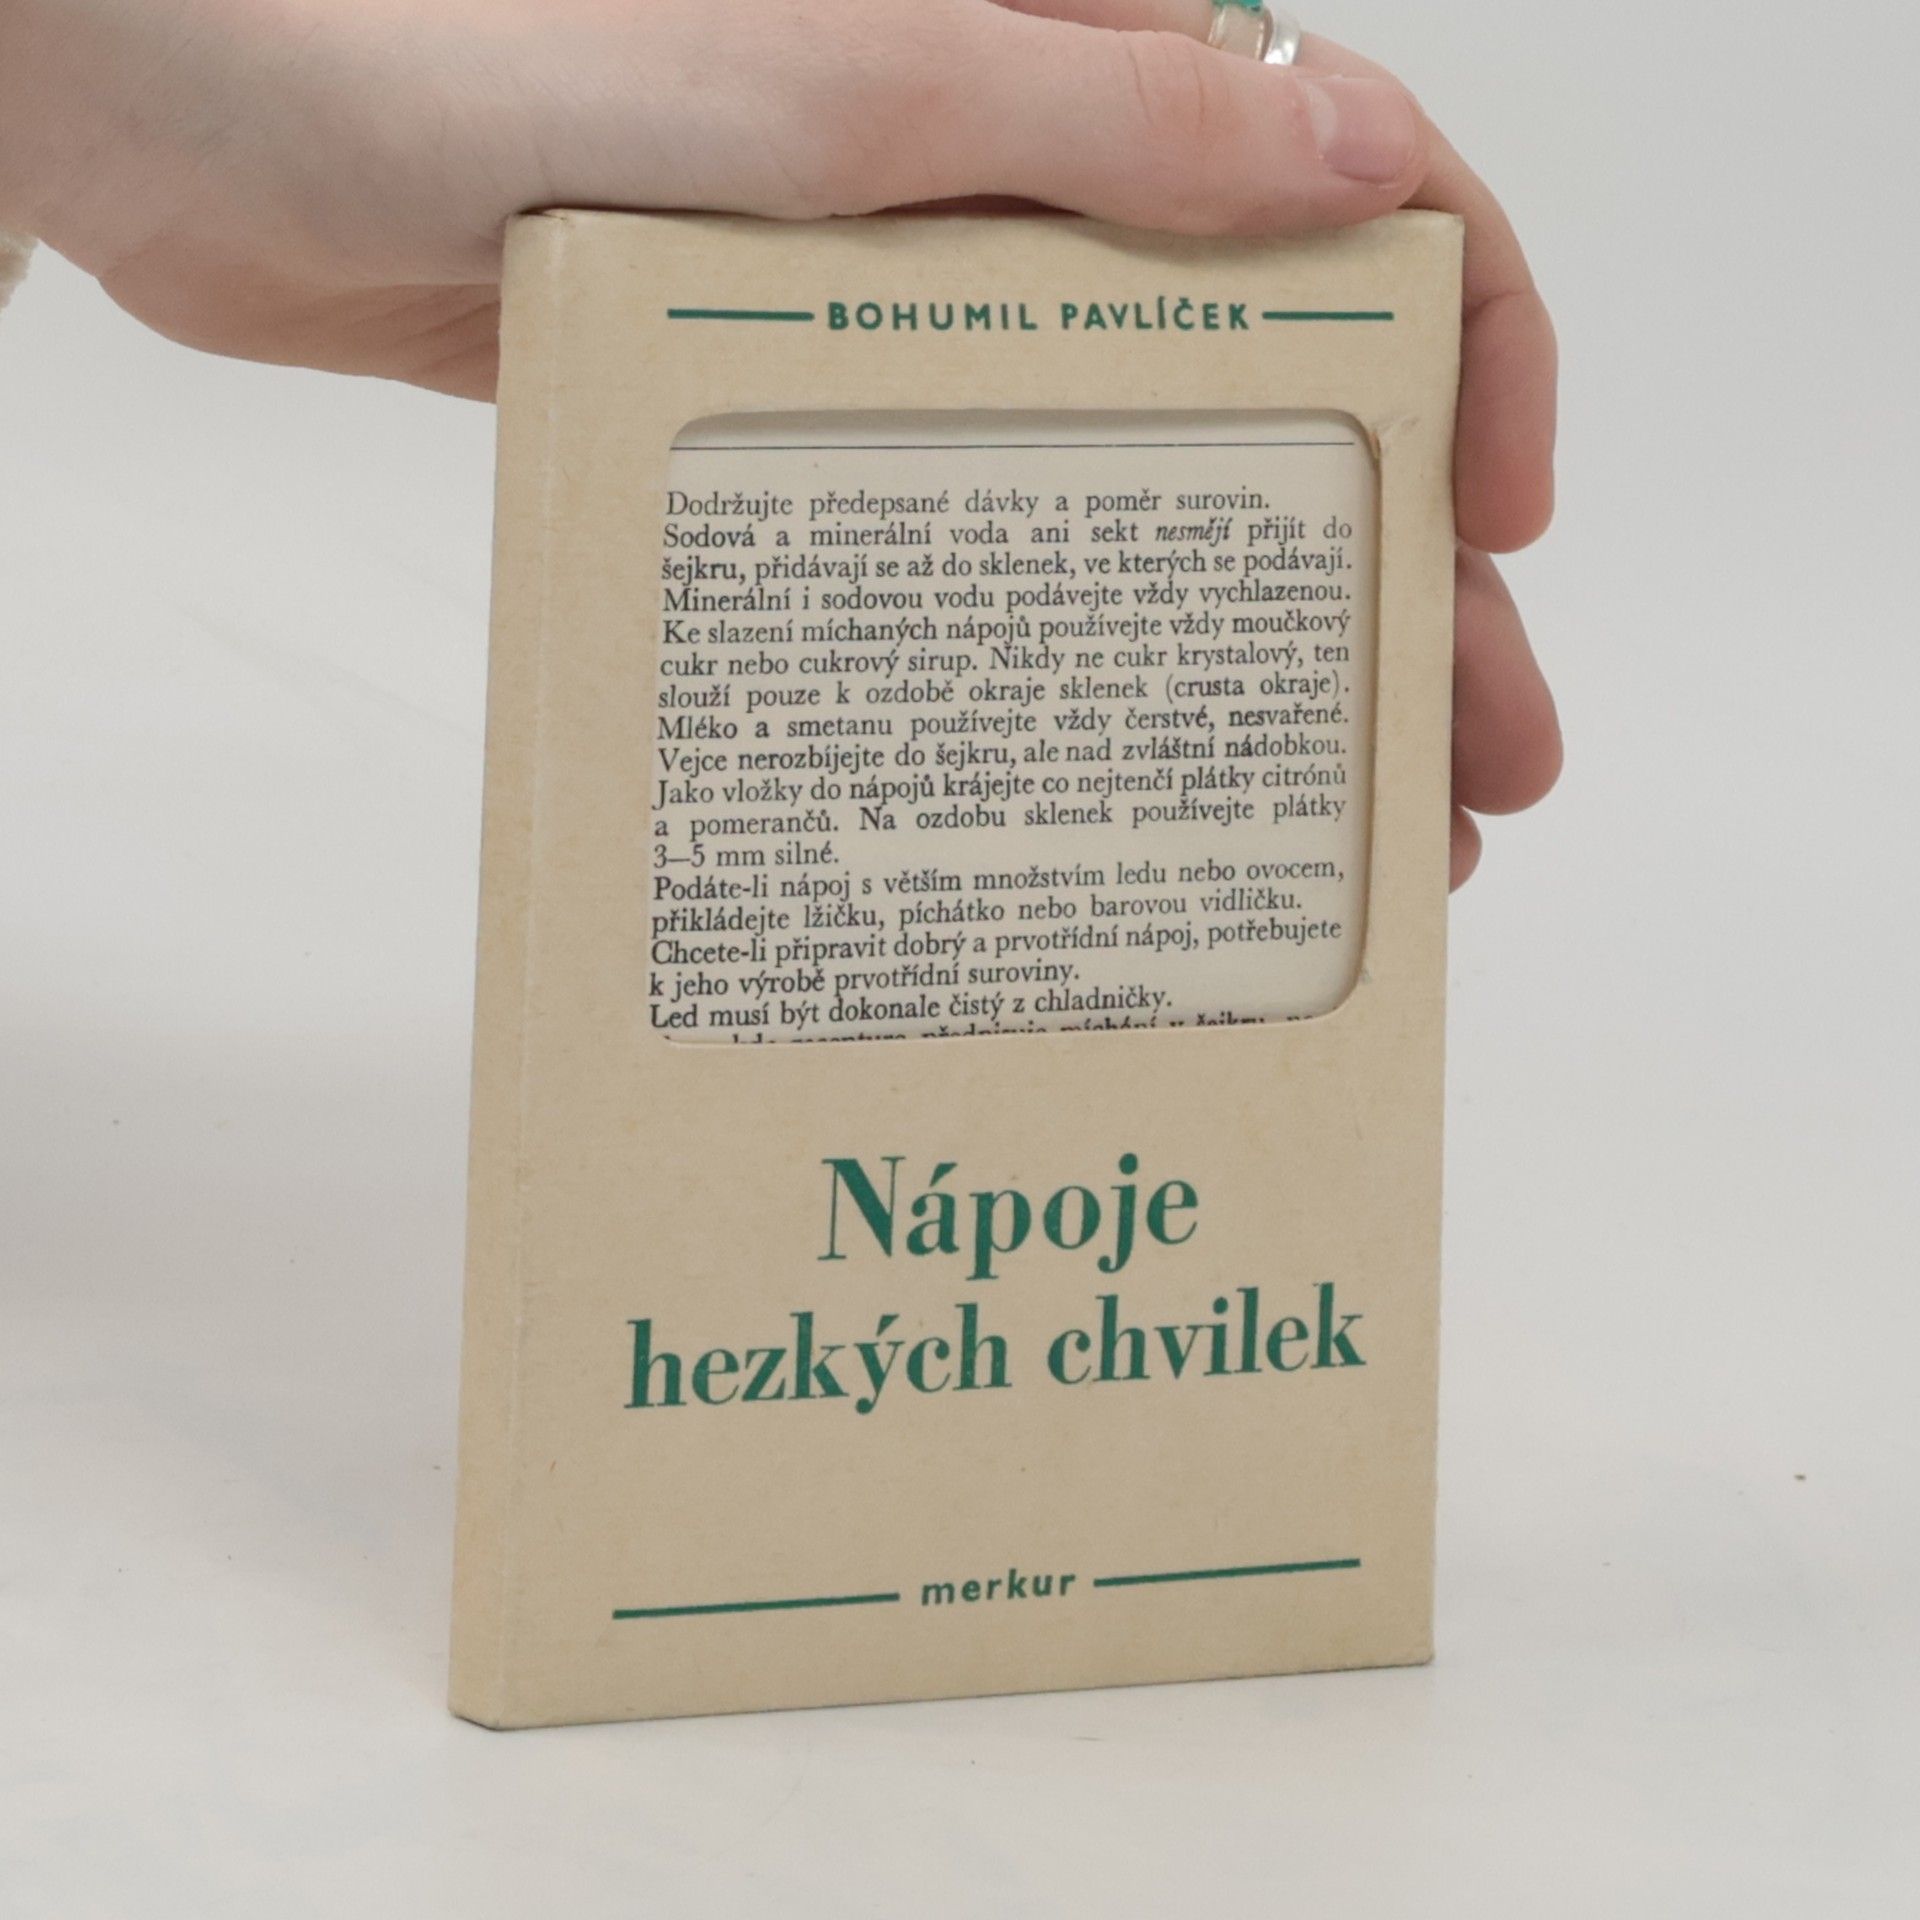 BOHUMIL PAVLÍČEK
Dodržujte předepsané dávky a poměr surovin.
Sodová a minerální voda ani sekt nesmějí přijít do
šejkru, přidávají se až do sklenek, ve kterých se podávají.
Minerální i sodovou vodu podávejte vždy vychlazenou.
Ke slazení míchaných nápojů používejte vždy moučkový
cukr nebo cukrový sirup. Nikdy ne cukr krystalový, ten
slouží pouze k ozdobě okraje sklenek (crusta okraje).
Mléko a smetanu používejte vždy čerstvé, nesvařené.
Vejce nerozbíjejte do šejkru, ale nad zvláštní nádobkou.
Jako vložky do nápojů krájejte co nejtenčí plátky citrónů
a pomerančů. Na ozdobu sklenek používejte plátky
3—5 mm silné.
Podáte-li nápoj s větším množstvím ledu nebo ovocem,
přikládejte lžičku, píchátko nebo barovou vidličku.
Chcete-li připravit dobrý a prvotřídní nápoj, potřebujete
k jeho výrobě prvotřídní suroviny.
Led musí být dokonale čistý z chladničky.
předpisuje míchání v šejkru
Nápoje
hezkých chvilek
merkur